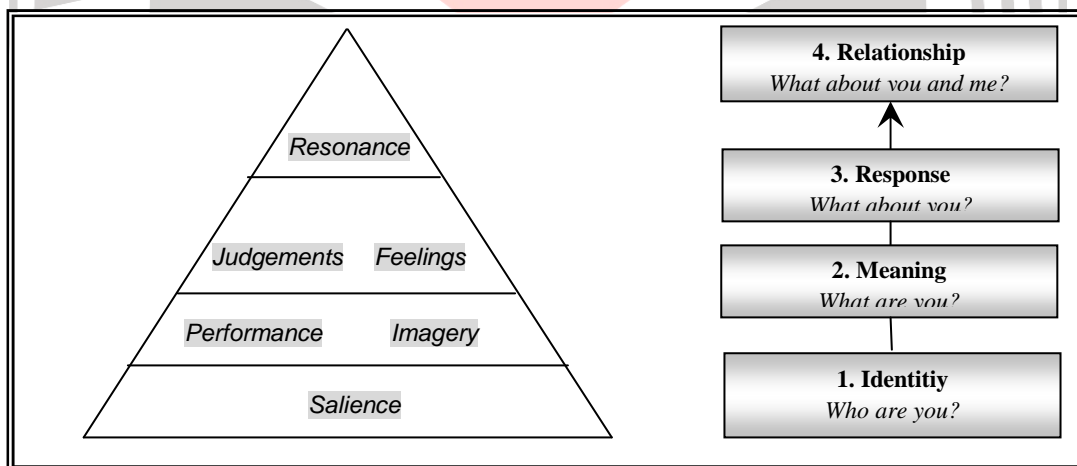 Resonance
Judgements Feelings
Performance Imagery
Salience
4. Relationship
What about you and me?
3. Response
What about you?
2. Meaning
What are you?
1. Identitiy
Who are you?